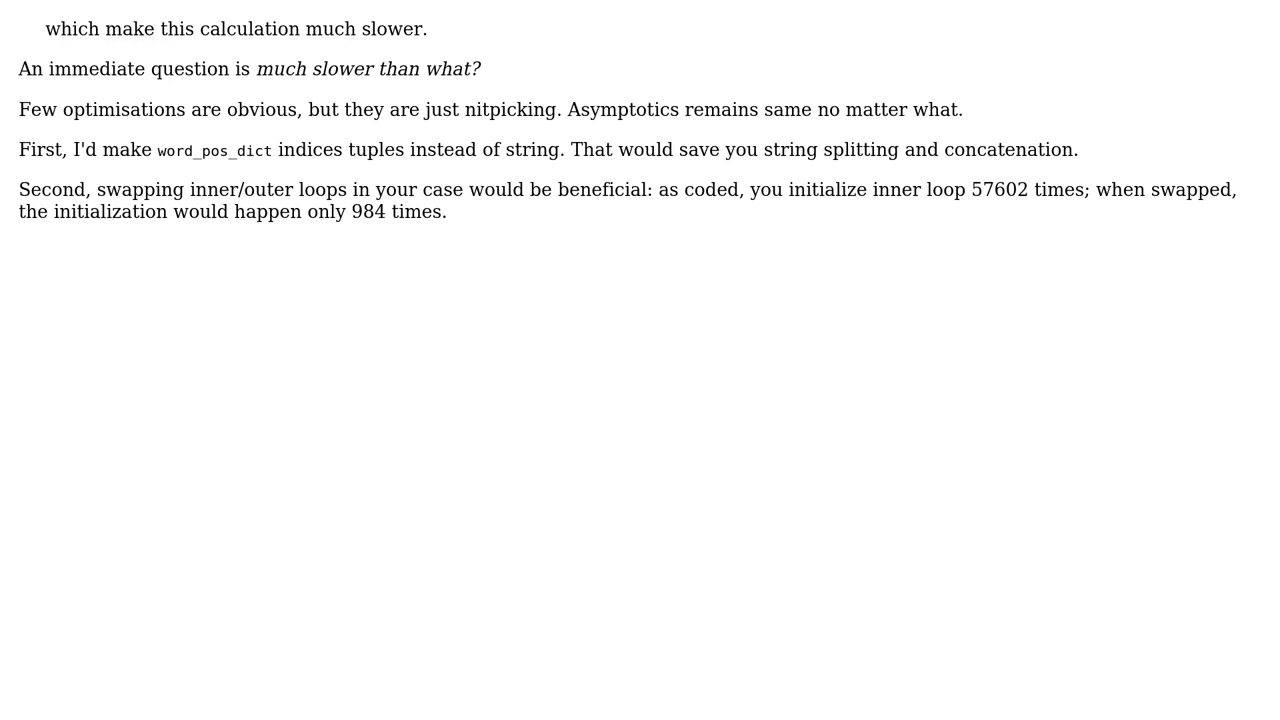 which make this calculation much slower.
An immediate question is much slower than what?
Few optimisations are obvious, but they are just nitpicking. Asymptotics remains same no matter what.
First, I'd make word_pos_dict indices tuples instead of string. That would save you string splitting and concatenation.
Second, swapping inner/outer loops in your case would be beneficial: as coded, you initialize inner loop 57602 times; when swapped,
the initialization would happen only 984 times.